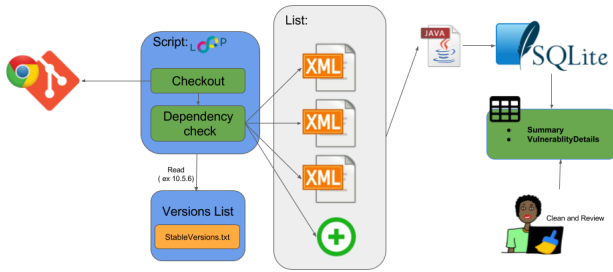 Script: LOOP
Checkout
Dependency
check
Read
( ex 10.5.6)
Versions List
StableVersions.txt
List:
XML
XML
XML
JAVA
SQLite
Summary
VulnerablityDetails
Clean and Review